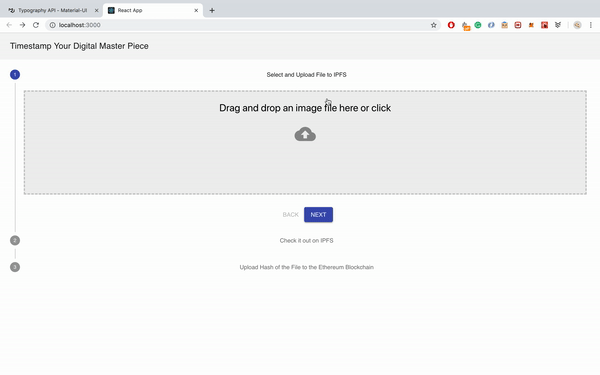 Typography API - Material-UI
React App
localhost:3000
Timestamp Your Digital Master Piece
1
Select and Upload File to IPFS
Drag and drop an image file here or click
BACK
NEXT
2
Check it out on IPFS
3
Upload Hash of the File to the Ethereum Blockchain